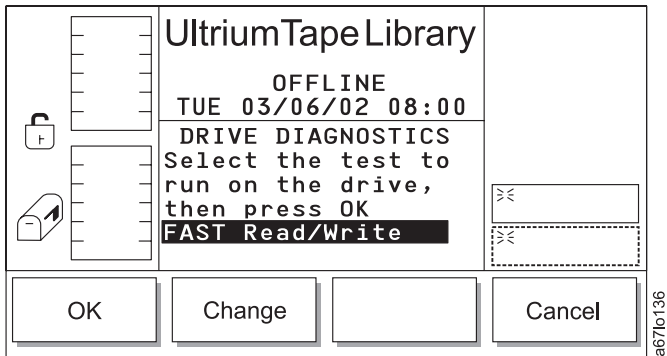 UltriumTape Library
OFFLINE
TUE 03/06/02 08:00
DRIVE DIAGNOSTICS
Select the test to
run on the drive,
then press OK
FAST Read/Write
OK
Change
Cancel
a67lo136